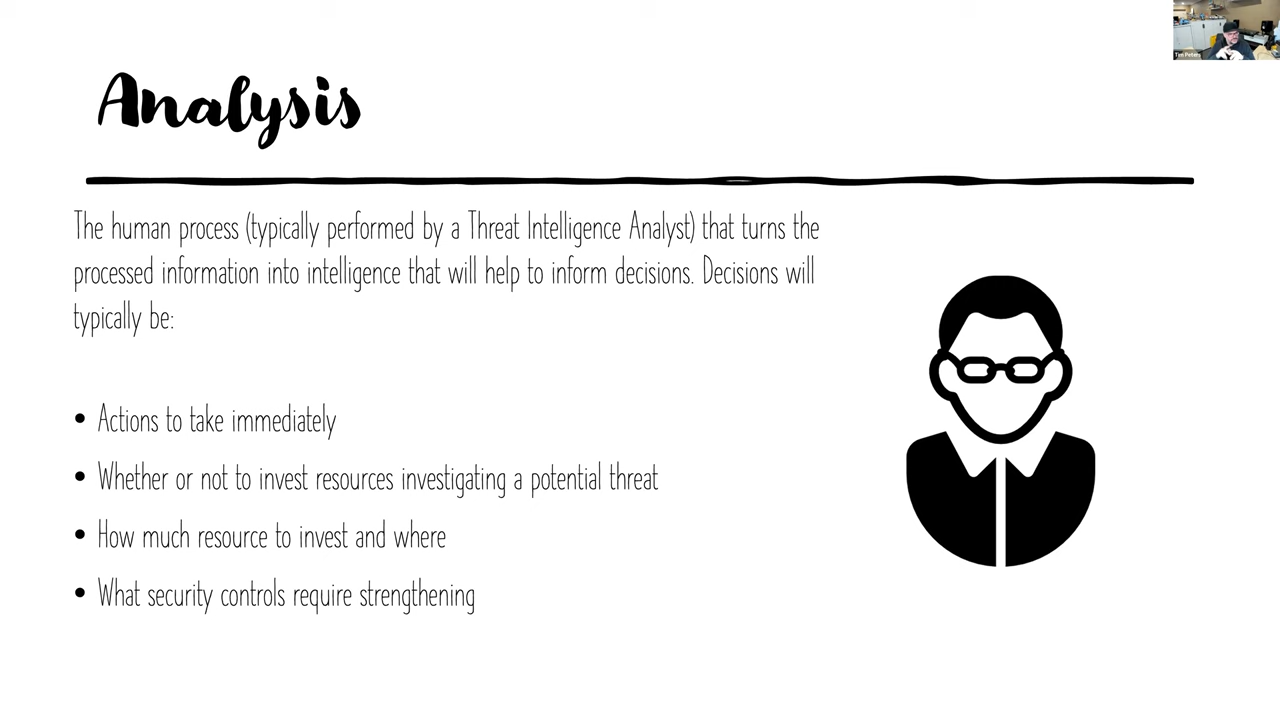 Tim Peters
Analysis
The human process (typically performed by a Threat Intelligence Analyst) that turns the
processed information into intelligence that will help to inform decisions. Decisions will
typically be:
• Actions to take immediately
• Whether or not to invest resources investigating a potential threat
• How much resource to invest and where
• What security controls require strengthening